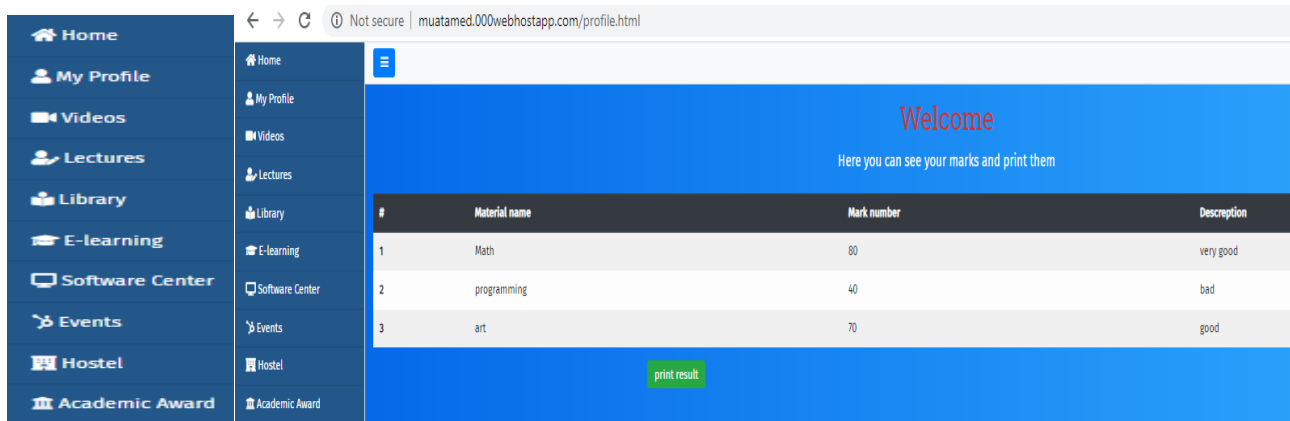 Home
My Profile
Videos
Lectures
Library
E-learning
Software Center
Events
Hostel
Academic Award
Not secure | muatamed.000webhostapp.com/profile.html
Home
My Profile
Videos
Lectures
Library
E-learning
Software Center
Events
Hostel
Academic Award
Welcome
Here you can see your marks and print them
# Material name Mark number Descreption
1 Math 80 very good
2 programming 40 bad
3 art 70 good
print result